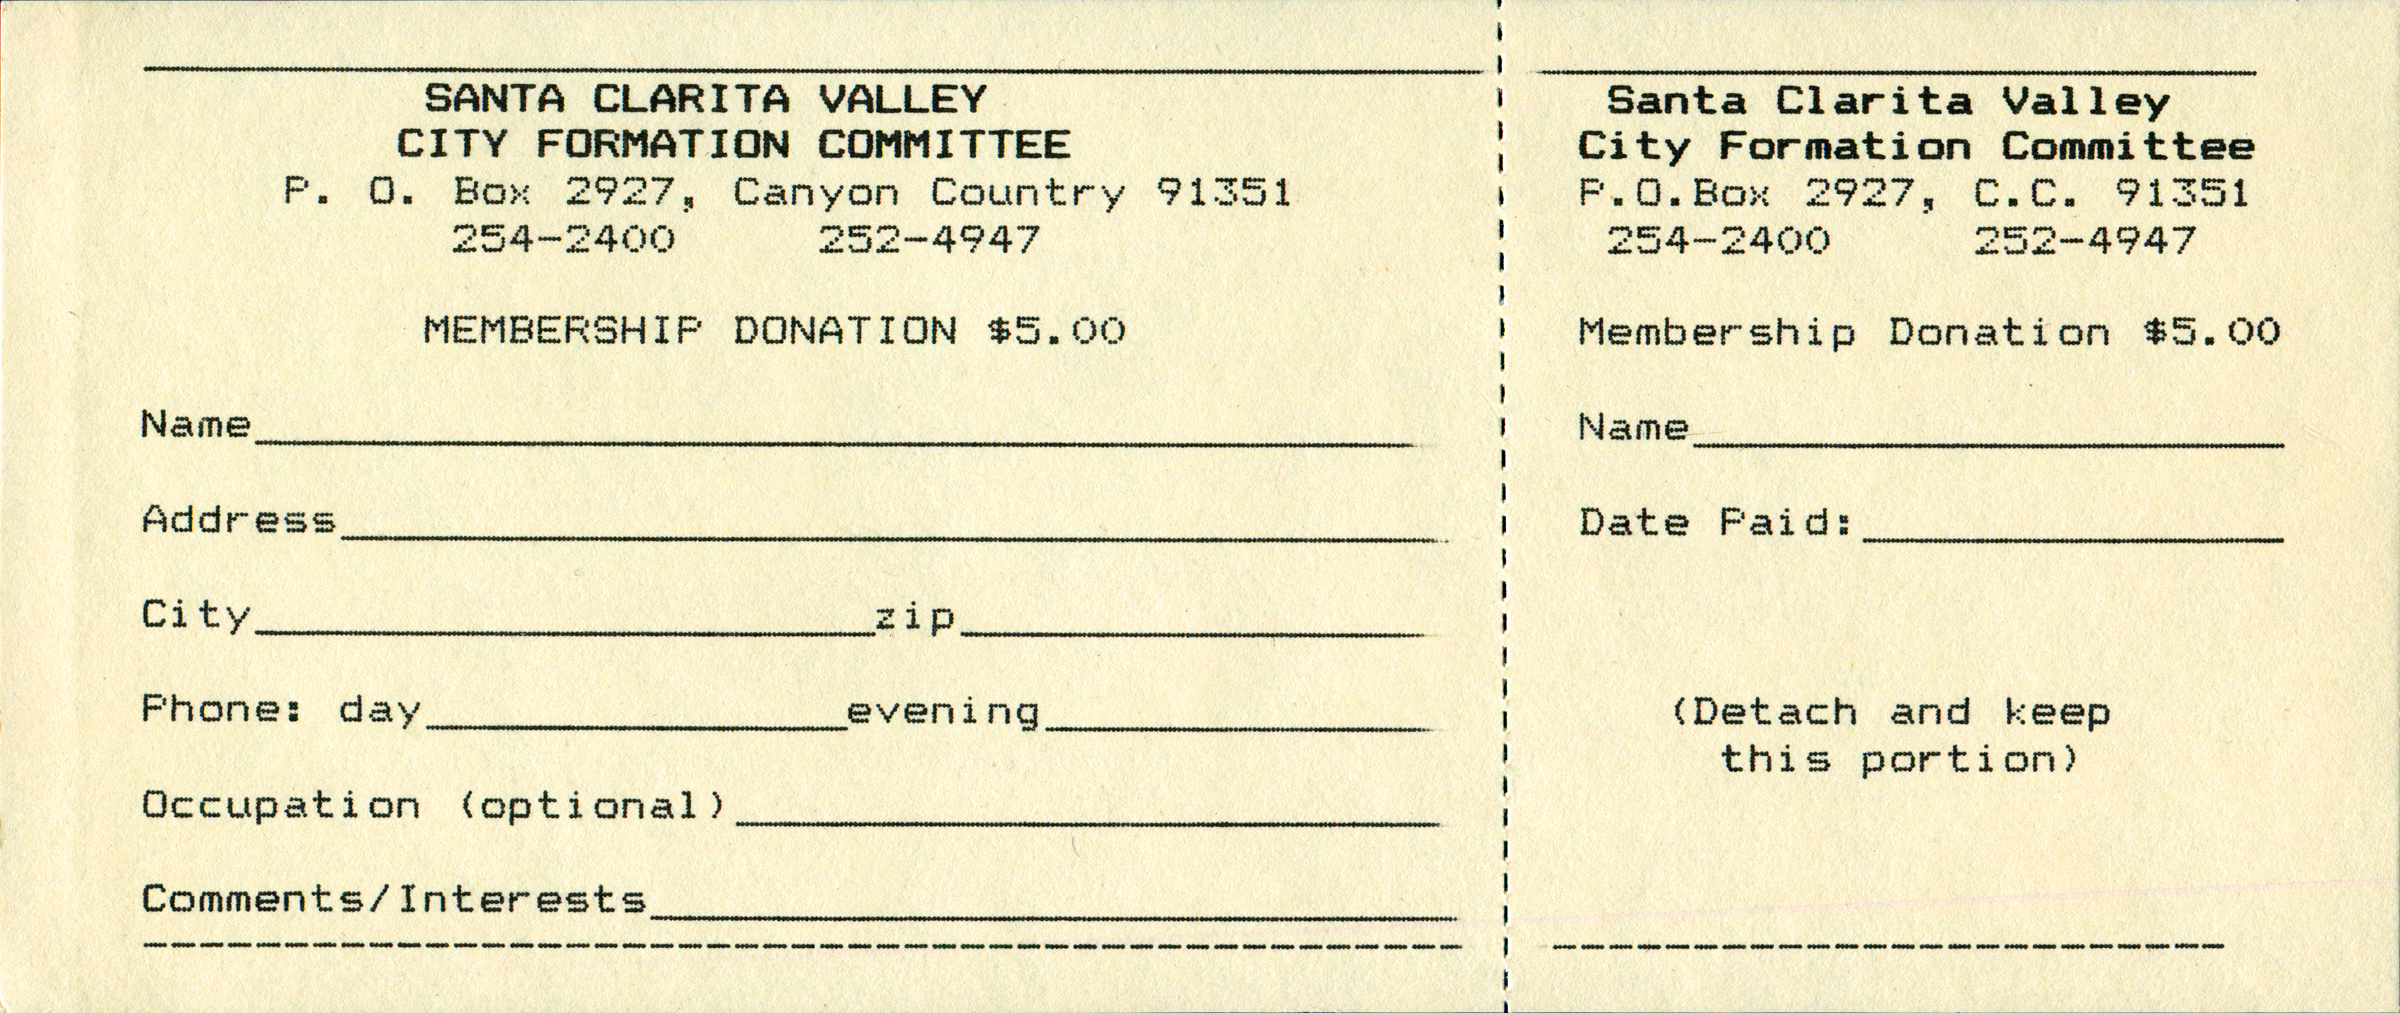 SANTA CLARITA VALLEY
CITY FORMATION COMMITTEE
P. O. Box 2927, Canyon Country 91351
254-2400 252-4947
MEMBERSHIP DONATION $5.00
Name
Address
City zip
Phone: day evening
Occupation (optional)
Comments/Interests
Santa Clarita Valley
City Formation Committee
P.O.Box 2927, C.C. 91351
254-2400 252-4947
Membership Donation $5.00
Name
Date Paid:
(Detach and keep
this portion)